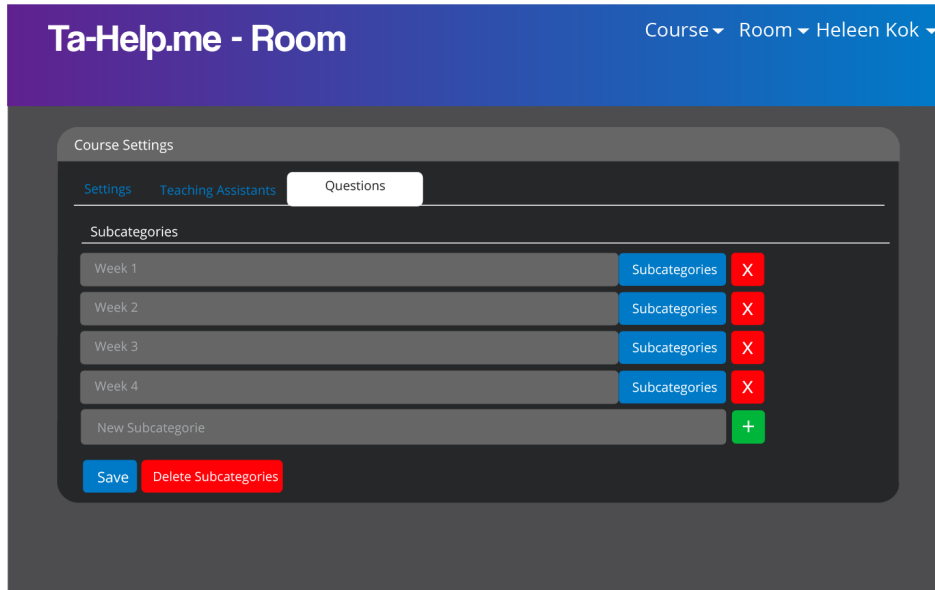 Ta-Help.me - Room
Course Room Heleen Kok
Course Settings
Settings Teaching Assistants Questions
Subcategories
Week 1 Subcategories X
Week 2 Subcategories X
Week 3 Subcategories X
Week 4 Subcategories X
New Subcategorie +
Save Delete Subcategories